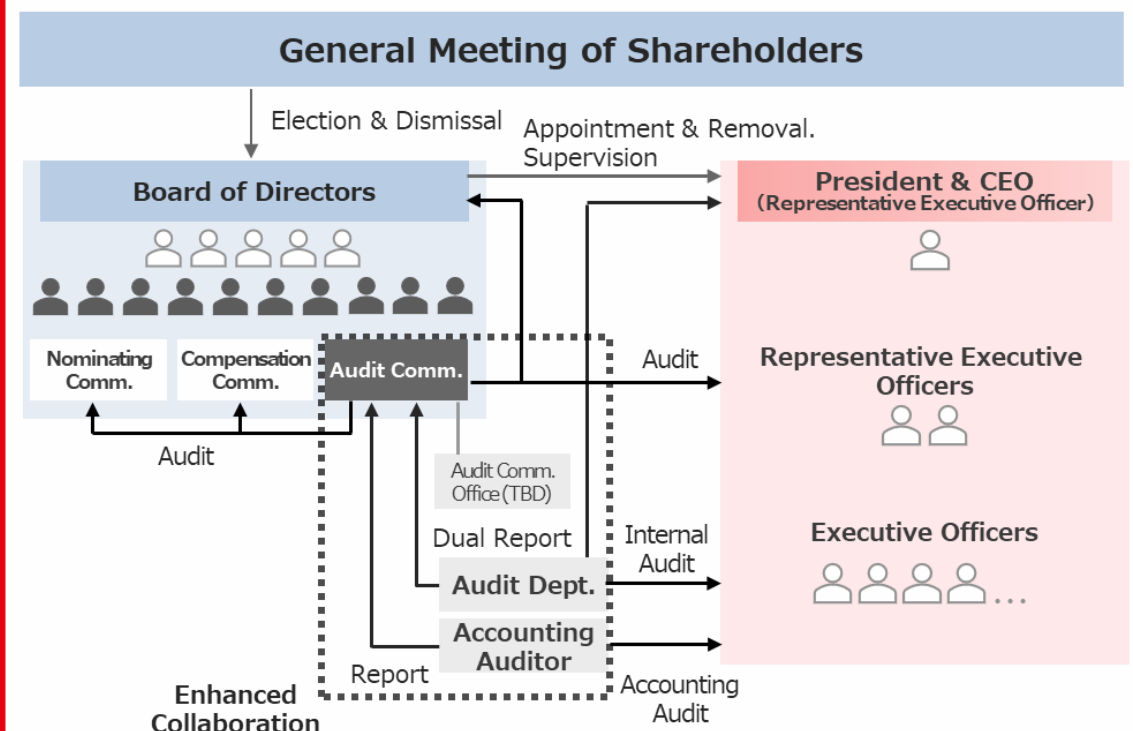 General Meeting of Shareholders
Election & Dismissal
Appointment & Removal.
Supervision
Board of Directors
President & CEO
(Representative Executive Officer)
Nominating
Comm.
Compensation
Comm.
Audit Comm.
Audit
Representative Executive
Officers
Audit
Audit Comm.
Office (TBD)
Dual Report
Internal
Audit
Executive Officers
Audit Dept.
...
Accounting
Auditor
Report
Accounting
Audit
Enhanced
Collaboration